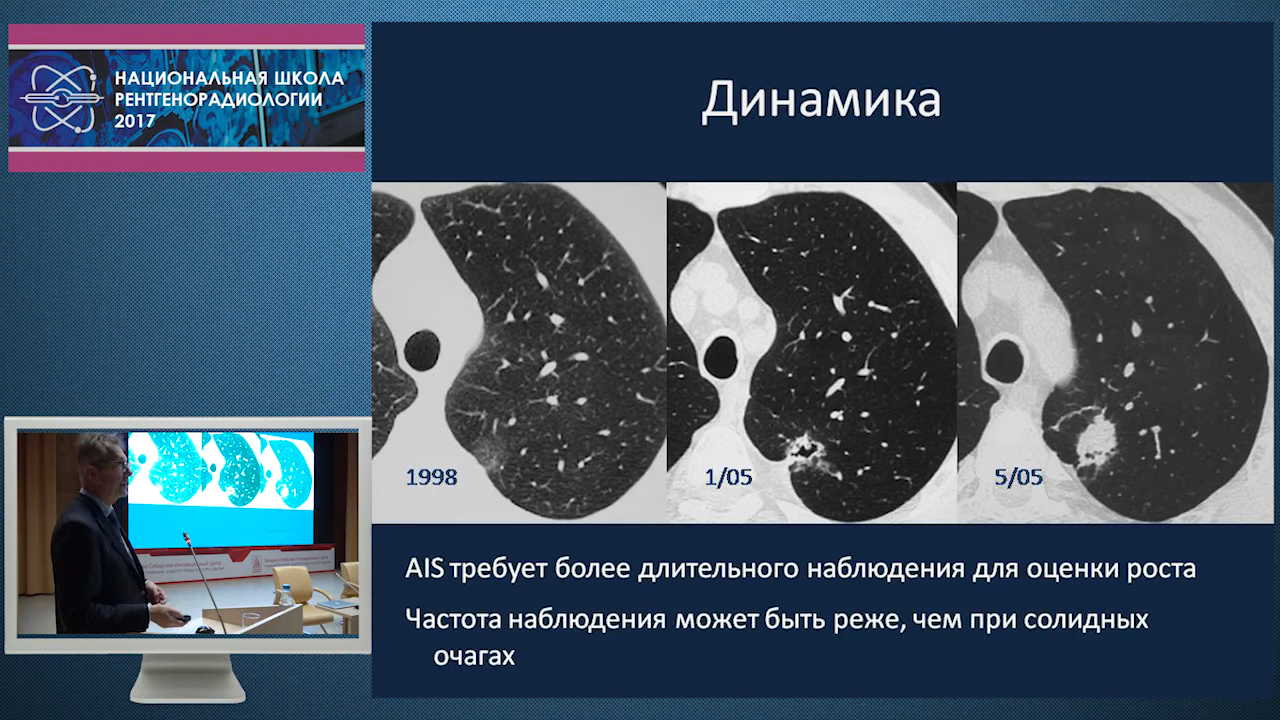 НАЦИОНАЛЬНАЯ ШКОЛА
РЕНТГЕНОРАДИОЛОГИИ
2017
Динамика
1998
1/05
5/05
AIS требует более длительного наблюдения для оценки роста
Частота наблюдения может быть реже, чем при солидных
очагах